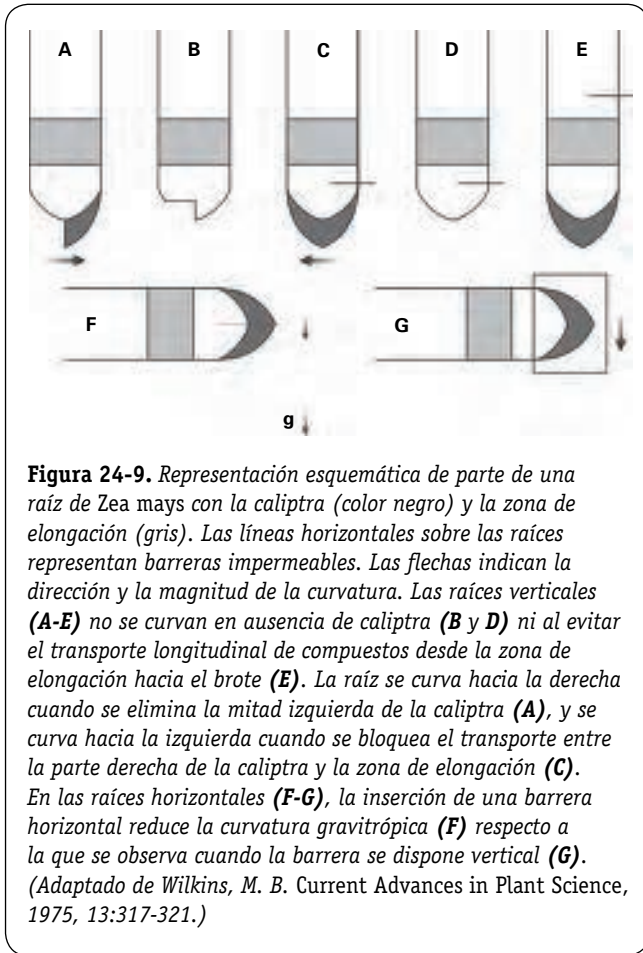 A B C D E
F G
g
Figura 24-9. Representación esquemática de parte de una
raíz de Zea mays con la caliptra (color negro) y la zona de
elongación (gris). Las líneas horizontales sobre las raíces
representan barreras impermeables. Las flechas indican la
dirección y la magnitud de la curvatura. Las raíces verticales
(A-E) no se curvan en ausencia de caliptra (B y D) ni al evitar
el transporte longitudinal de compuestos desde la zona de
elongación hacia el brote (E). La raíz se curva hacia la derecha
cuando se elimina la mitad izquierda de la caliptra (A), y se
curva hacia la izquierda cuando se bloquea el transporte entre
la parte derecha de la caliptra y la zona de elongación (C).
En las raíces horizontales (F-G), la inserción de una barrera
horizontal reduce la curvatura gravitrópica (F) respecto a
la que se observa cuando la barrera se dispone vertical (G).
(Adaptado de Wilkins, M. B. Current Advances in Plant Science,
1975, 13:317-321.)